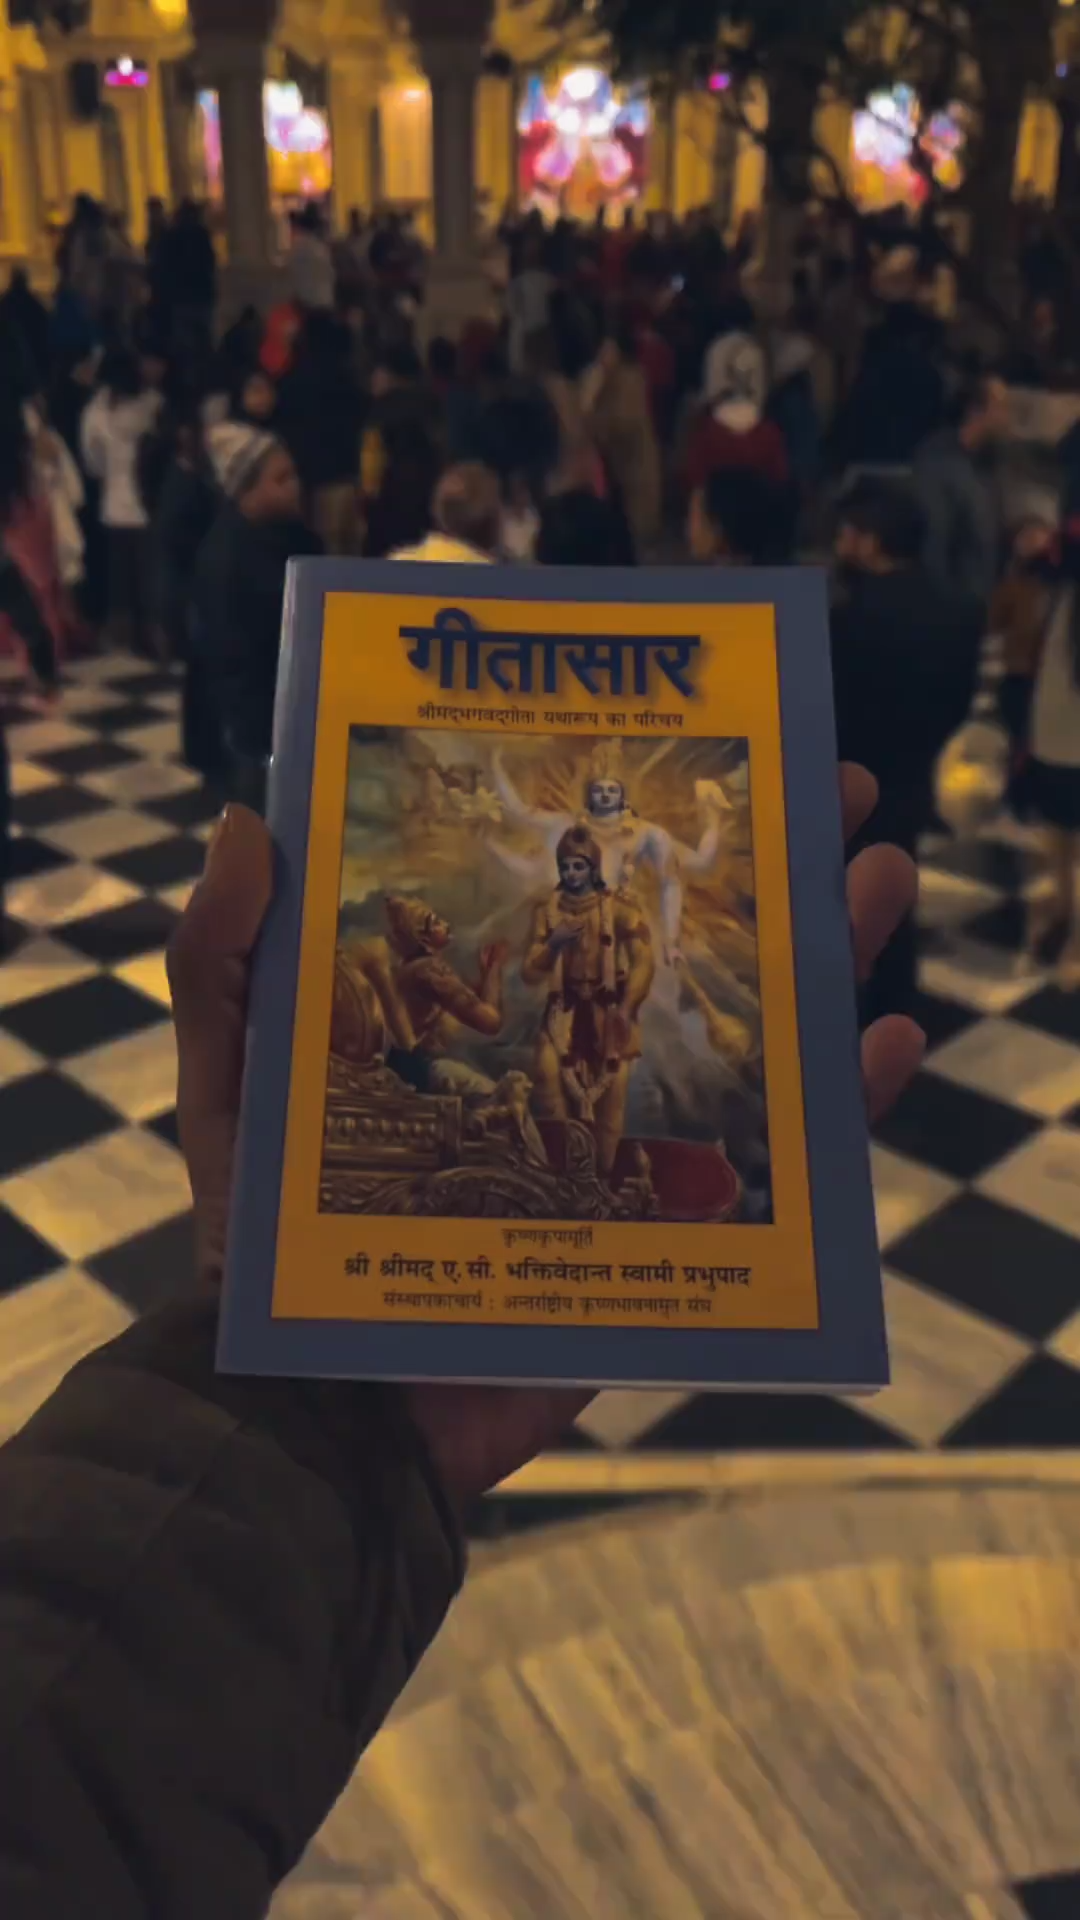 गीतासार
श्रीमद्भगवद्गीता यथारूप का परिचय
कृष्णकृपामूर्ति
श्री श्रीमद् ए.सी. भक्तिवेदान्त स्वामी प्रभुपाद
संस्थापकाचार्य : अन्तर्राष्ट्रीय कृष्णभावनामृत संघ